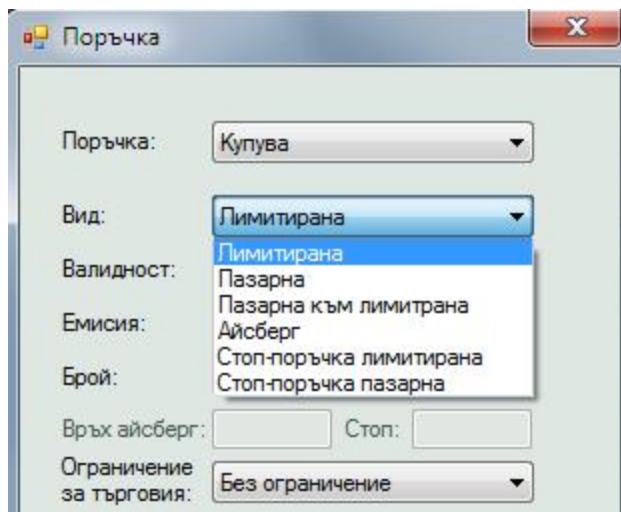 Поръчка
Поръчка: Купува
Вид: Лимитирана
Лимитирана
Валидност: Пазарна
Пазарна към лимитрана
Емисия: Айсберг
Стоп-поръчка лимитирана
Брой: Стоп-поръчка пазарна
Връх айсберг: Стоп:
Ограничение
за търговия: Без ограничение